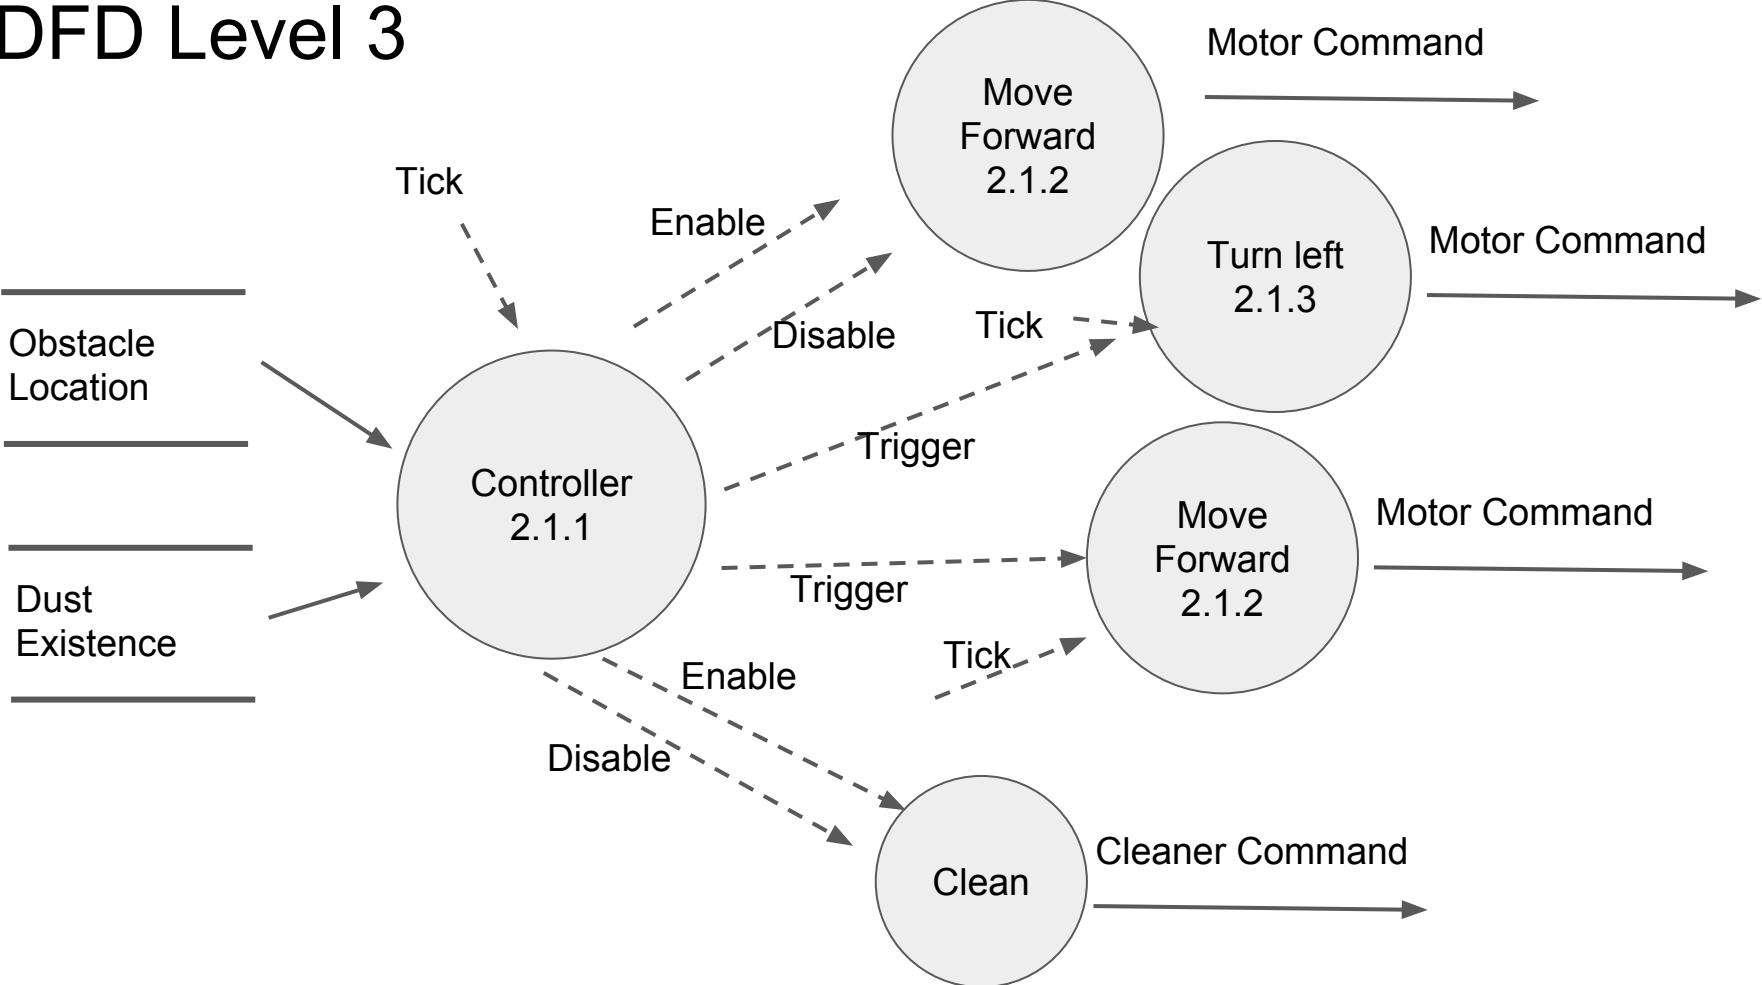 DFD Level 3
Motor Command
Move
Forward
2.1.2
Tick
Enable
Turn left
2.1.3
Motor Command
Disable
Tick
Obstacle
Location
Trigger
Controller
2.1.1
Move
Forward
2.1.2
Motor Command
Trigger
Dust
Existence
Tick
Enable
Disable
Cleaner Command
Clean